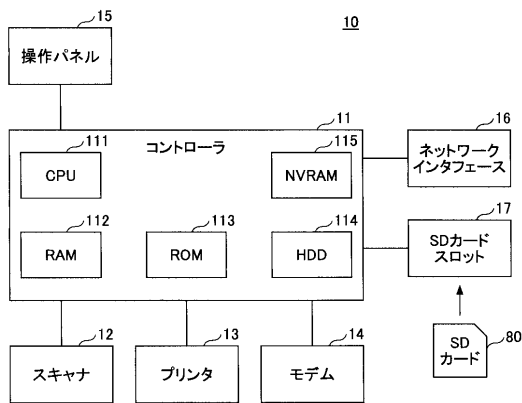 15
10
操作パネル
11
16
コントローラ
111
115
CPU
NVRAM
ネットワーク
インタフェース
112
113
114
17
RAM
ROM
HDD
SDカード
スロット
12
13
14
スキャナ
プリンタ
モデム
SD
カード
80